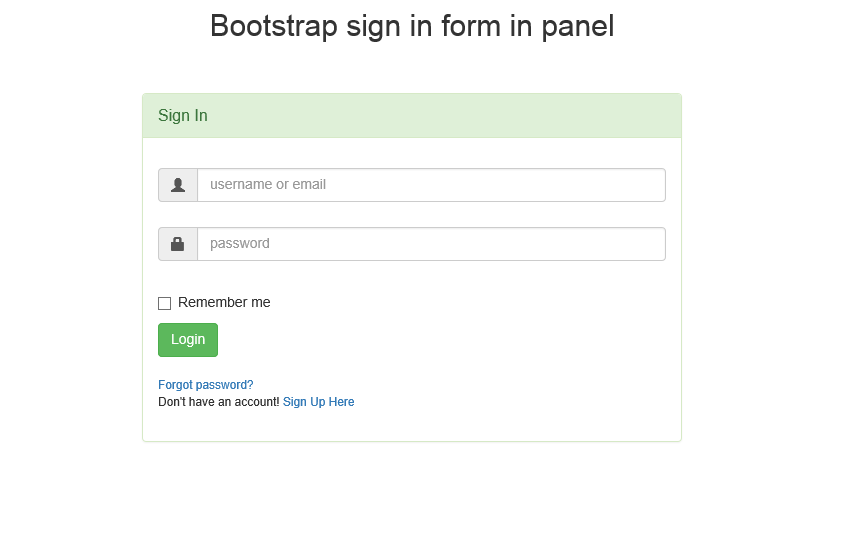 Bootstrap sign in form in panel
Sign In
username or email
password
Remember me
Login
Forgot password?
Don't have an account! Sign Up Here